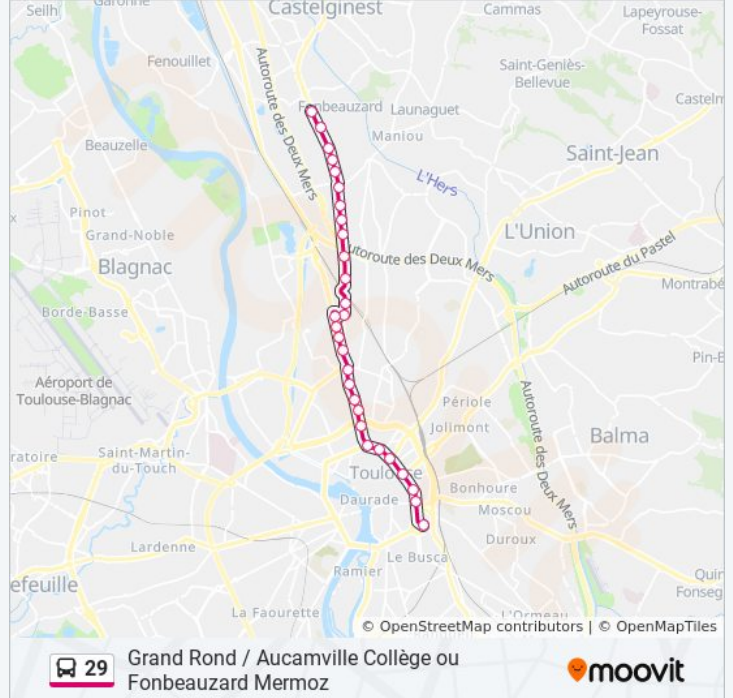 Castelginest
Seilh
Garonne
Cammas
Lapeyrouse-
Fossat
Fenouillet
Autoroute des Deux Mers
Saint-Geniès-
Bellevue
Fonbeauzard
Launaguet
Casteln
Maniou
Beauzelle
Saint-Jean
L'Hers
Pinot
Grand-Noble
L'Union
Blagnac
utoroute des Deux Mers
Autoroute du Pastel
Montrabé
Borde-Basse
Pin-E
Aéroport de
Toulouse-Blagnac
Périole
Jolimont
Autoroute des Deux Mers
Balma
ratoire
Saint-Martin-
du-Touch
Toulouse
Bonhoure
Daurade
Moscou
Duroux
Lardenne
Le Busca
Ramier
efeuille
Quin
Fonseg
La Faourette
L'Ormeau
© OpenStreetMap contributors | © OpenMapTiles
29
Grand Rond / Aucamville Collège ou
Fonbeauzard Mermoz
moovit